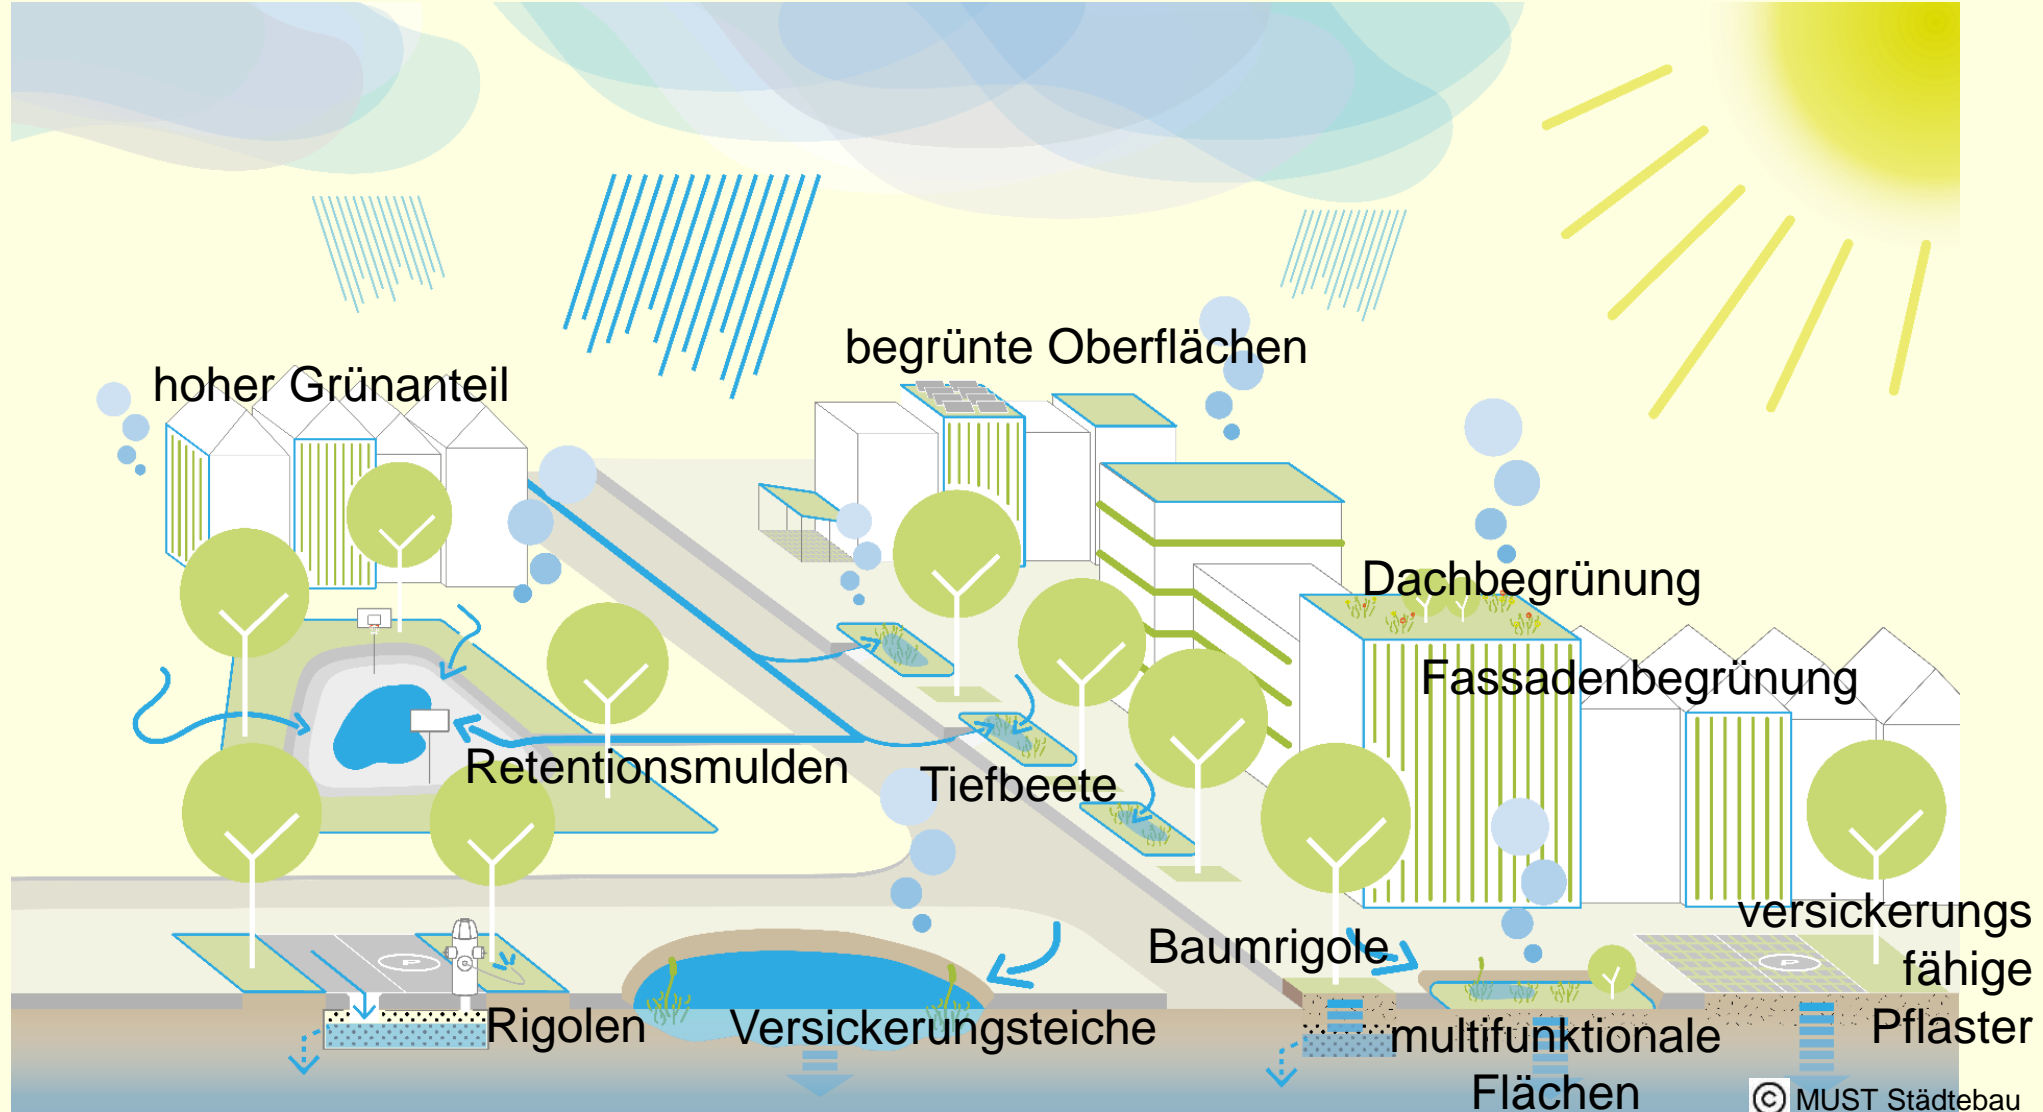 begrünte Oberflächen
hoher Grünanteil
Dachbegrünung
Fassadenbegrünung
Retentionsmulden
Tiefbeete
versickerungs
fähige
Pflaster
Baumrigole
P
P
Rigolen
Versickerungsteiche
multifunktionale
Flächen
© MUST Städtebau